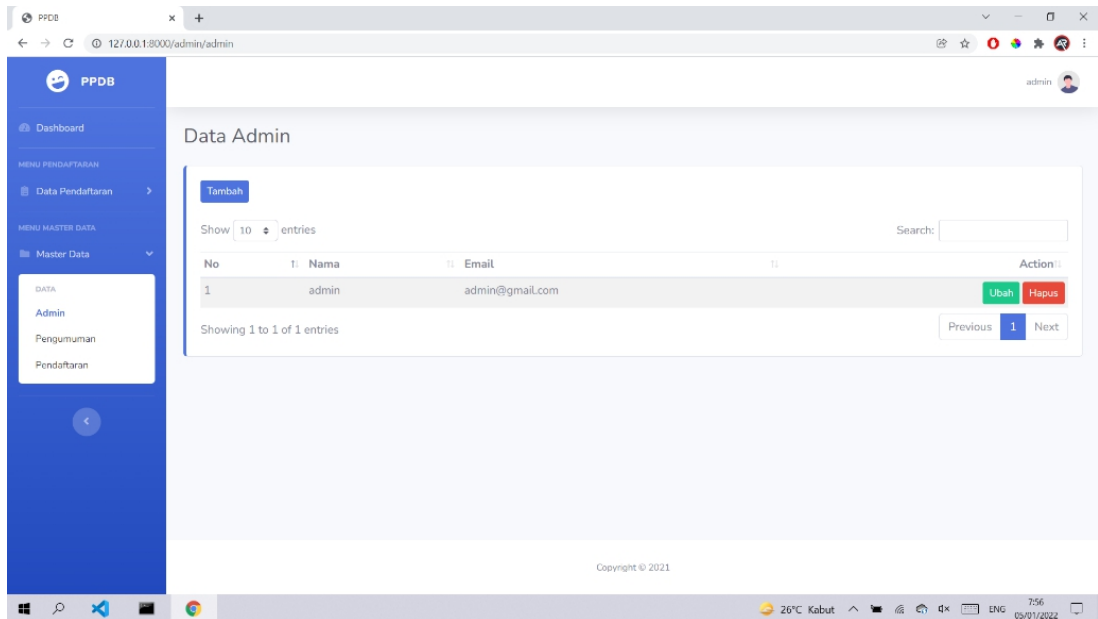 PPDB
127.0.0.1:8000/admin/admin
PPDB
admin
Dashboard
MENU PENDAFTARAN
Data Pendaftaran
MENU MASTER DATA
Master Data
DATA
Admin
Pengumuman
Pendaftaran
Data Admin
Tambah
Show 10 entries
Search:
No Nama Email Action
1 admin admin@gmail.com Ubah Hapus
Showing 1 to 1 of 1 entries
Previous 1 Next
Copyright © 2021
26°C Kabut ENG 7:56
05/01/2022